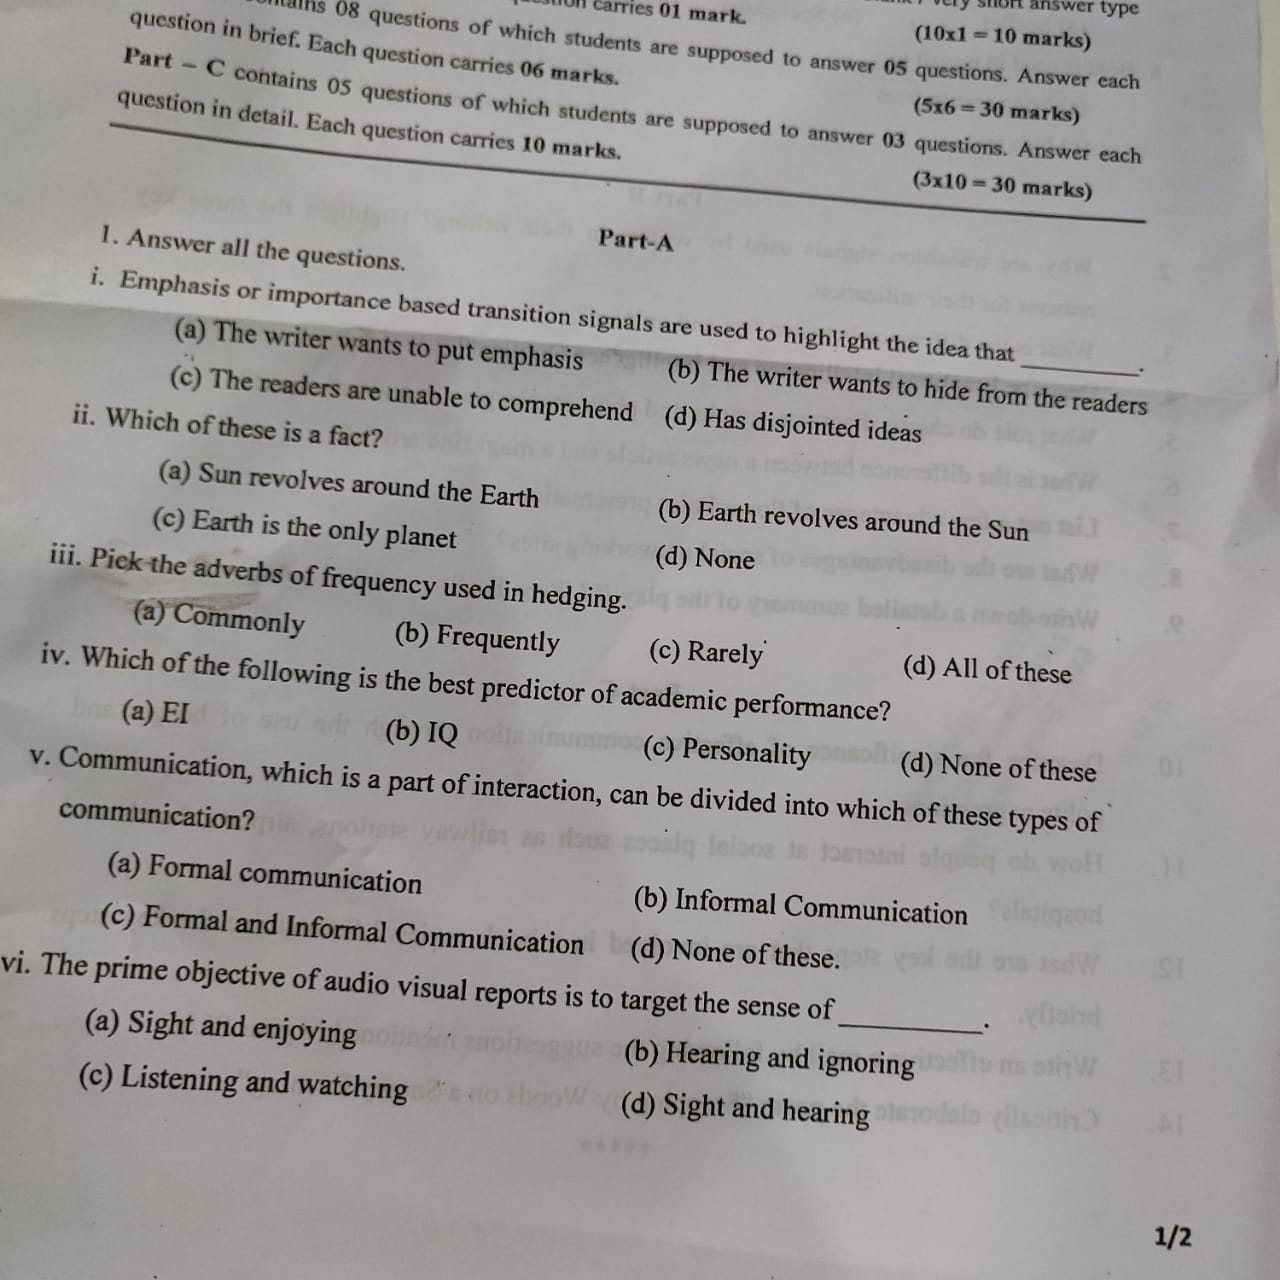 carries 01 mark.
short answer type
(10x1 = 10 marks)
08 questions of which students are supposed to answer 05 questions. Answer each
question in brief. Each question carries 06 marks.
(5x6 = 30 marks)
Part – C contains 05 questions of which students are supposed to answer 03 questions. Answer each
question in detail. Each question carries 10 marks.
(3x10 = 30 marks)
Part-A
1. Answer all the questions.
i. Emphasis or importance based transition signals are used to highlight the idea that ________.
(a) The writer wants to put emphasis (b) The writer wants to hide from the readers
(c) The readers are unable to comprehend (d) Has disjointed ideas
ii. Which of these is a fact?
(a) Sun revolves around the Earth (b) Earth revolves around the Sun
(c) Earth is the only planet (d) None
iii. Pick the adverbs of frequency used in hedging.
(a) Commonly (b) Frequently (c) Rarely (d) All of these
iv. Which of the following is the best predictor of academic performance?
(a) EI (b) IQ (c) Personality (d) None of these
v. Communication, which is a part of interaction, can be divided into which of these types of
communication?
(a) Formal communication (b) Informal Communication
(c) Formal and Informal Communication (d) None of these.
vi. The prime objective of audio visual reports is to target the sense of __________.
(a) Sight and enjoying (b) Hearing and ignoring
(c) Listening and watching (d) Sight and hearing
1/2